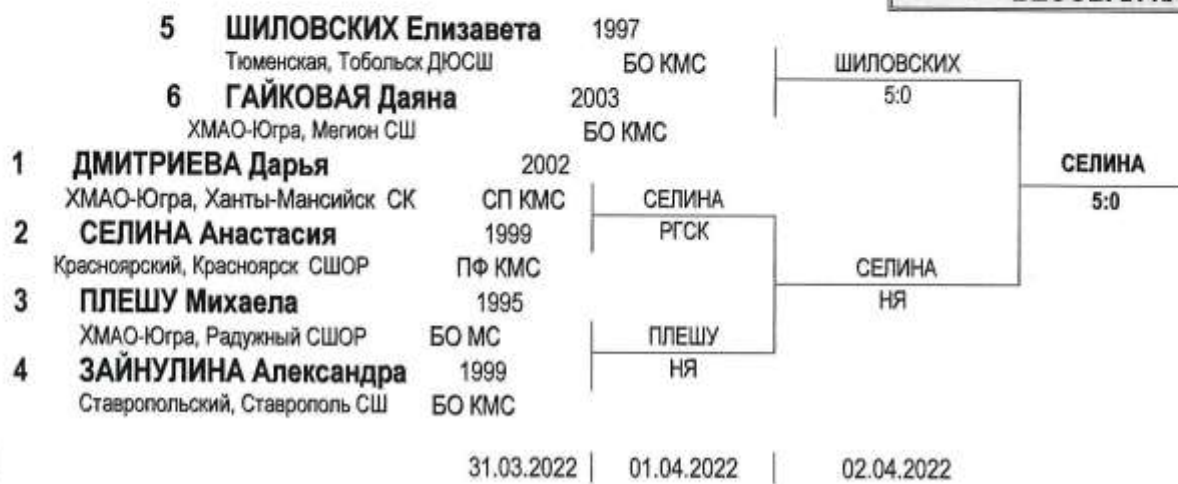 5 ШИЛОВСКИХ Елизавета 1997
Тюменская, Тобольск ДЮСШ БО КМС
ШИЛОВСКИХ
5:0
6 ГАЙКОВАЯ Даяна 2003
ХМАО-Югра, Мегион СШ БО КМС
1 ДМИТРИЕВА Дарья 2002
ХМАО-Югра, Ханты-Мансийск СК СП КМС
СЕЛИНА
РГСК
СЕЛИНА
5:0
2 СЕЛИНА Анастасия 1999
Красноярский, Красноярск СШОР ПФ КМС
СЕЛИНА
НЯ
3 ПЛЕШУ Михаела 1995
ХМАО-Югра, Радужный СШОР БО МС
ПЛЕШУ
НЯ
4 ЗАЙНУЛИНА Александра 1999
Ставропольский, Ставрополь СШ БО КМС
31.03.2022 01.04.2022 02.04.2022